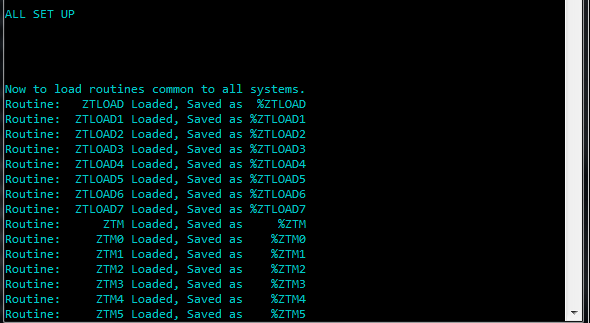 ALL SET UP
Now to load routines common to all systems.
Routine:   ZTLOAD Loaded, Saved as  %ZTLOAD
Routine:  ZTLOAD1 Loaded, Saved as %ZTLOAD1
Routine:  ZTLOAD2 Loaded, Saved as %ZTLOAD2
Routine:  ZTLOAD3 Loaded, Saved as %ZTLOAD3
Routine:  ZTLOAD4 Loaded, Saved as %ZTLOAD4
Routine:  ZTLOAD5 Loaded, Saved as %ZTLOAD5
Routine:  ZTLOAD6 Loaded, Saved as %ZTLOAD6
Routine:  ZTLOAD7 Loaded, Saved as %ZTLOAD7
Routine:      ZTM Loaded, Saved as     %ZTM
Routine:     ZTM0 Loaded, Saved as    %ZTM0
Routine:     ZTM1 Loaded, Saved as    %ZTM1
Routine:     ZTM2 Loaded, Saved as    %ZTM2
Routine:     ZTM3 Loaded, Saved as    %ZTM3
Routine:     ZTM4 Loaded, Saved as    %ZTM4
Routine:     ZTM5 Loaded, Saved as    %ZTM5